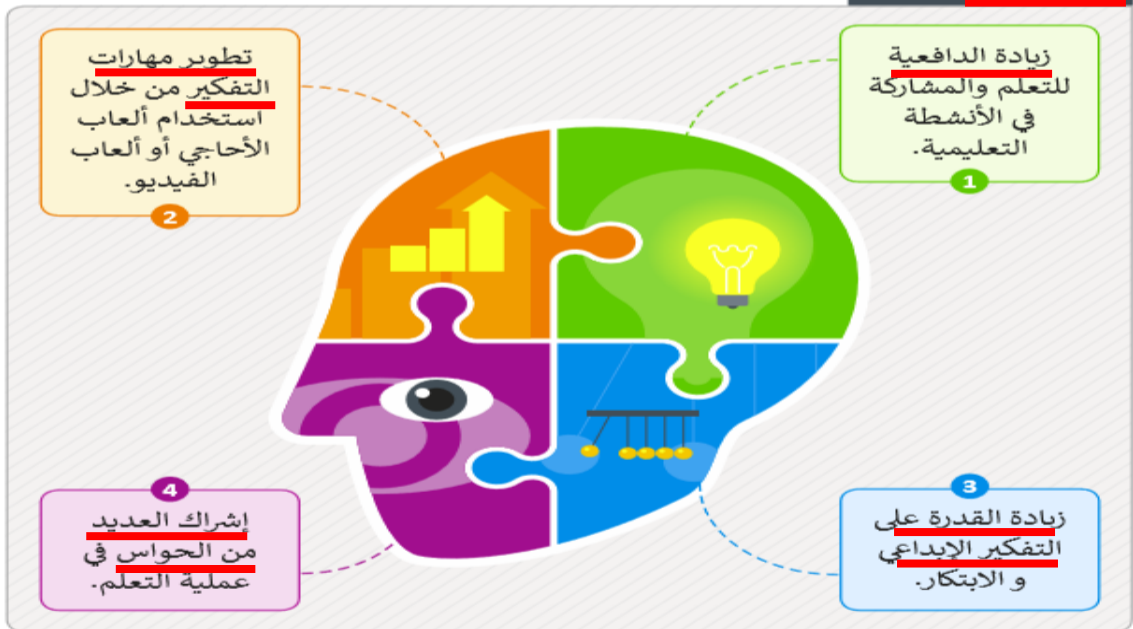 زيادة الدافعية
للتعلم والمشاركة
في الأنشطة
التعليمية.
1
تطوير مهارات
التفكير من خلال
استخدام ألعاب
الأحاجي أو ألعاب
الفيديو.
2
3
زيادة القدرة على
التفكير الإبداعي
و الابتكار.
4
إشراك العديد
من الحواس في
عملية التعلم.